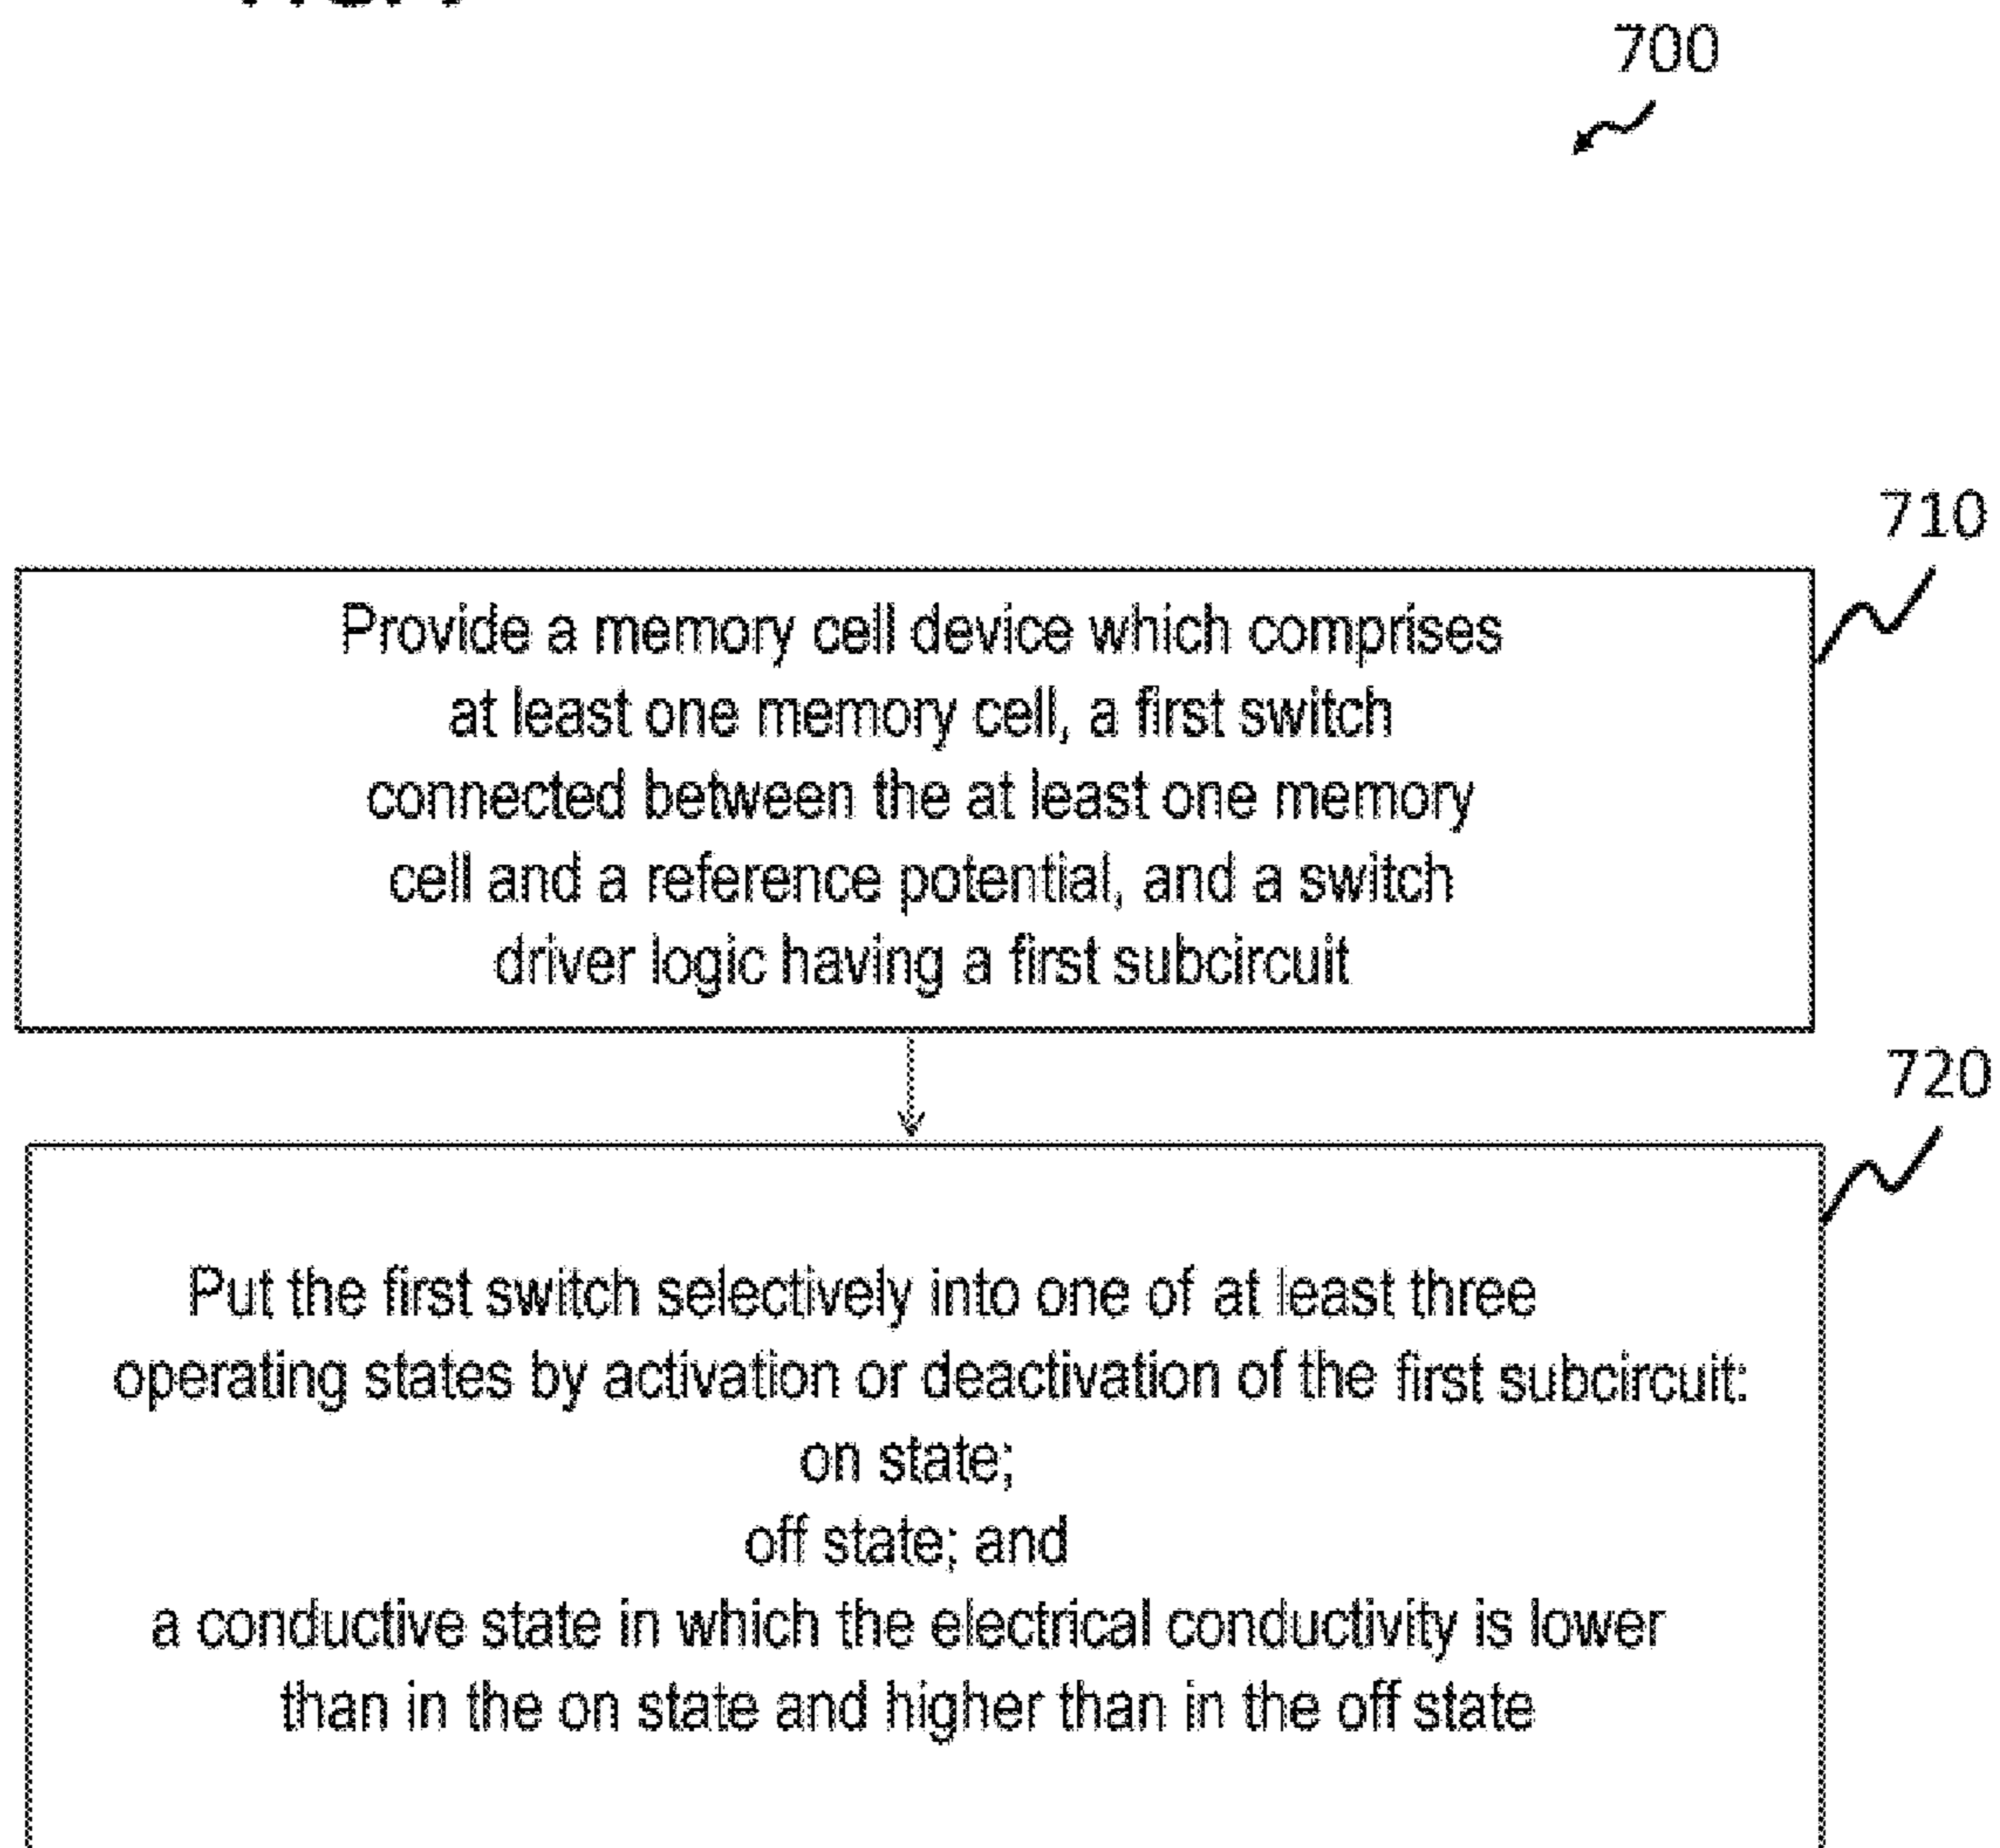 700
710
Provide a memory cell device which comprises
at least one memory cell, a first switch
connected between the at least one memory
cell and a reference potential, and a switch
driver logic having a first subcircuit
720
Put the first switch selectively into one of at least three
operating states by activation or deactivation of the first subcircuit:
on state;
off state; and
a conductive state in which the electrical conductivity is lower
than in the on state and higher than in the off state